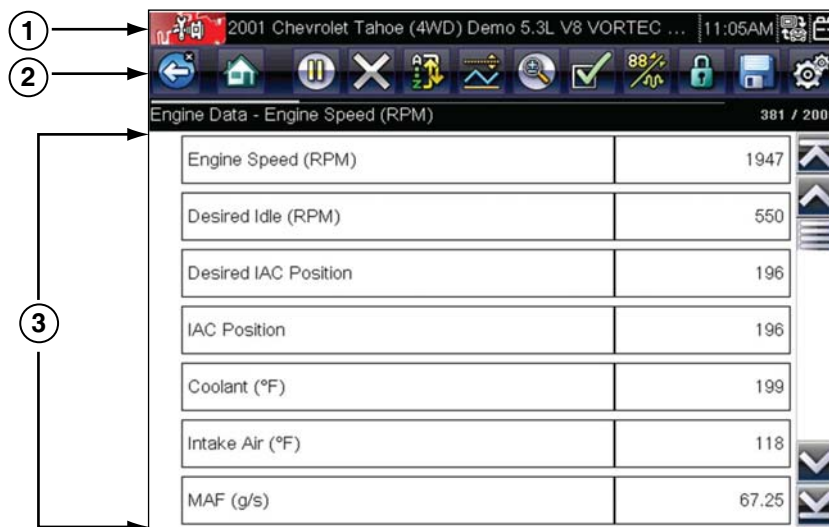 1
2001 Chevrolet Tahoe (4WD) Demo 5.3L V8 VORTEC ... 11:05AM
2
A Z 88
Engine Data - Engine Speed (RPM) 381 / 200
Engine Speed (RPM) 1947
Desired Idle (RPM) 550
Desired IAC Position 196
3
IAC Position 196
Coolant (°F) 199
Intake Air (°F) 118
MAF (g/s) 67.25